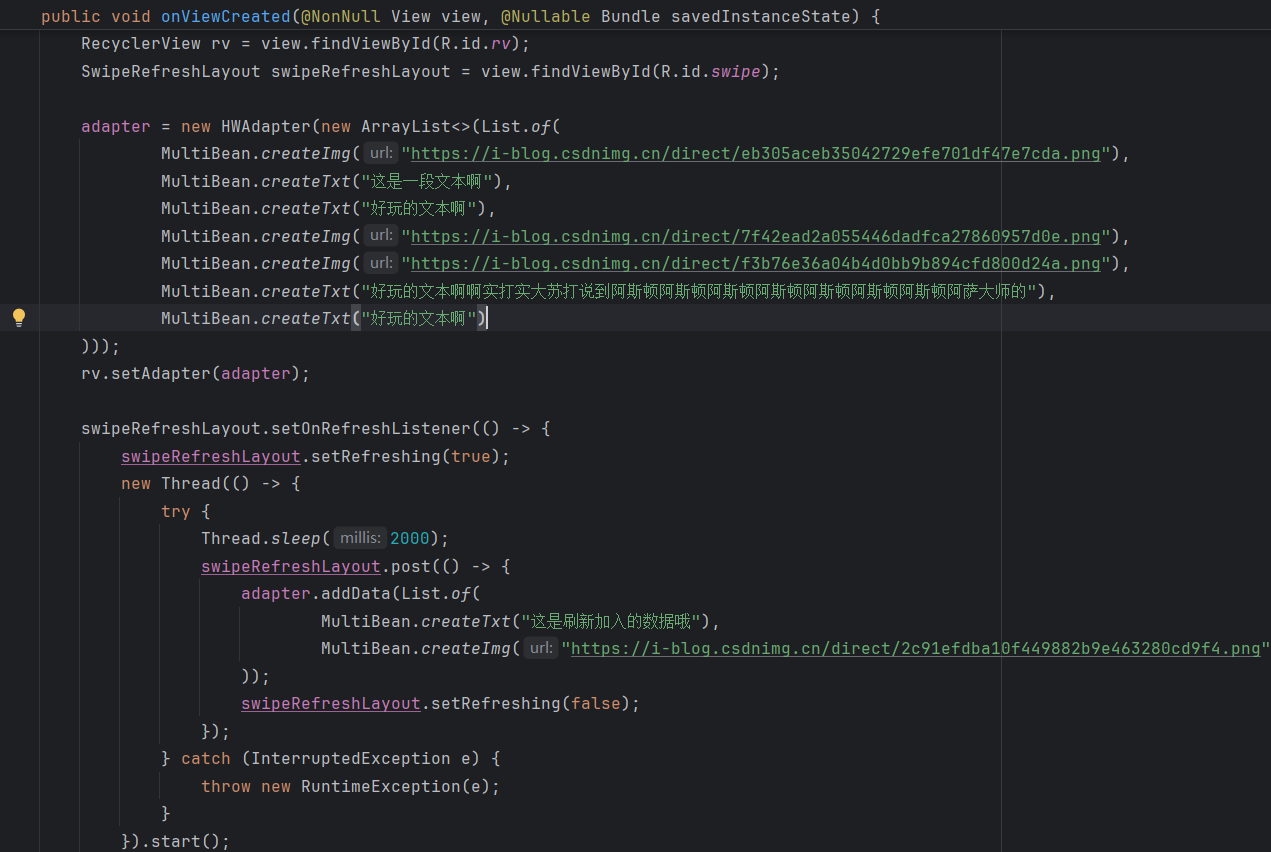 public void onViewCreated(@NonNull View view, @Nullable Bundle savedInstanceState) {
RecyclerView rv = view.findViewById(R.id.rv);
SwipeRefreshLayout swipeRefreshLayout = view.findViewById(R.id.swipe);
adapter = new HWAdapter(new ArrayList<>(List.of(
MultiBean.createImg( url: "https://i-blog.csdnimg.cn/direct/eb305aceb35042729efe701df47e7cda.png"),
MultiBean.createTxt("这是一段文本啊"),
MultiBean.createTxt("好玩的文本啊"),
MultiBean.createImg( url: "https://i-blog.csdnimg.cn/direct/7f42ead2a055446dadfca27860957d0e.png"),
MultiBean.createImg( url: "https://i-blog.csdnimg.cn/direct/f3b76e36a04b4d0bb9b894cfd800d24a.png"),
MultiBean.createTxt("好玩的文本啊啊实打实大苏打说到阿斯顿阿斯顿阿斯顿阿斯顿阿斯顿阿斯顿阿斯顿阿萨大师的"),
MultiBean.createTxt("好玩的文本啊")
)));
rv.setAdapter(adapter);
swipeRefreshLayout.setOnRefreshListener(() -> {
swipeRefreshLayout.setRefreshing(true);
new Thread(() -> {
try {
Thread.sleep( millis: 2000);
swipeRefreshLayout.post(() -> {
adapter.addData(List.of(
MultiBean.createTxt("这是刷新加入的数据哦"),
MultiBean.createImg( url: "https://i-blog.csdnimg.cn/direct/2c91efdba10f449882b9e463280cd9f4.png"
));
swipeRefreshLayout.setRefreshing(false);
});
} catch (InterruptedException e) {
throw new RuntimeException(e);
}
}).start();